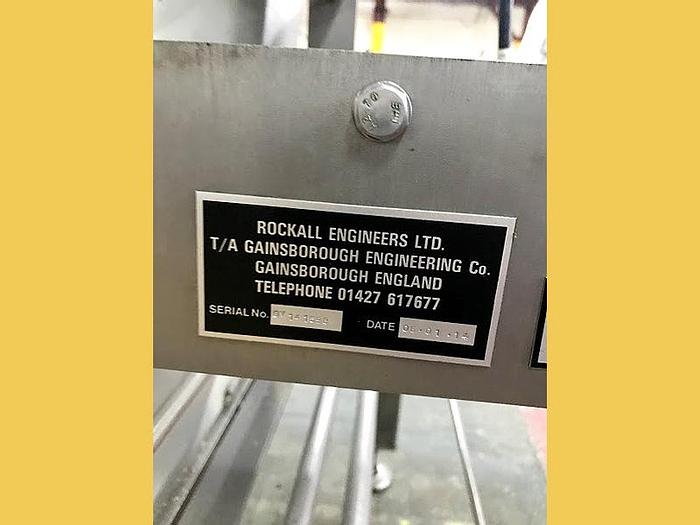 ROCKALL ENGINEERS LTD.
T/A GAINSBOROUGH ENGINEERING Co.
GAINSBOROUGH ENGLAND
TELEPHONE 01427 617677
SERIAL No.
DATE